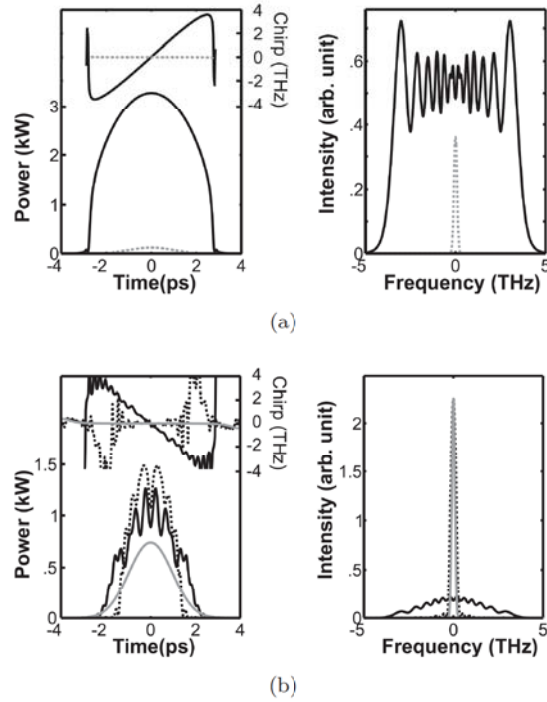 4
2
0
-2
-4
Chirp (THz)
3
2
1
0
Power (kW)
-4 -2 0 2 4
Time(ps)
.6
.4
.2
0
Intensity (arb. unit)
-5 0 5
Frequency (THz)
(a)
4
2
0
-2
-4
Chirp (THz)
1.5
1
.5
0
Power (kW)
-4 -2 0 2 4
Time(ps)
2
1.5
1
.5
0
Intensity (arb. unit)
-5 0 5
Frequency (THz)
(b)